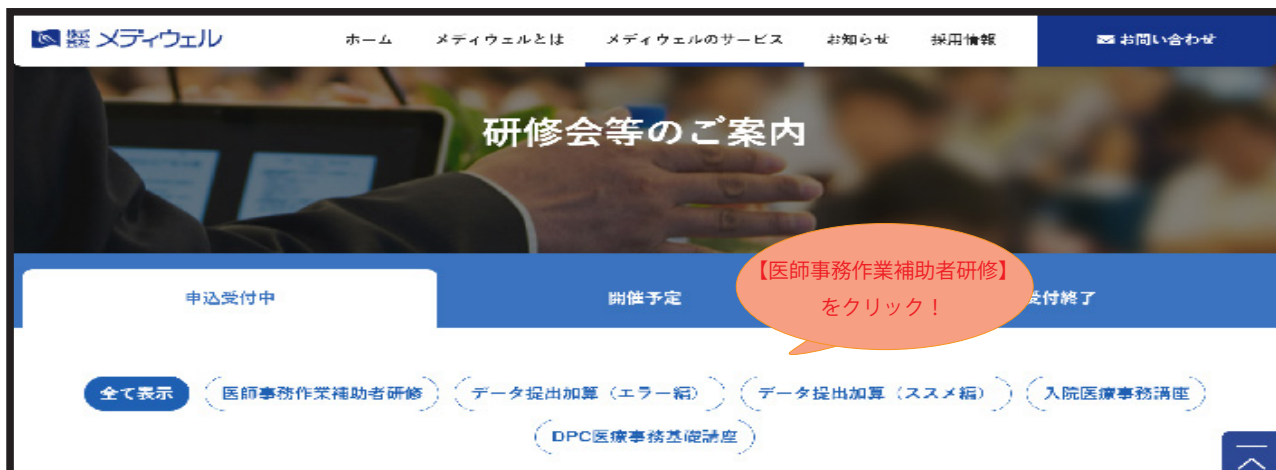 株式会社 メディウェル
ホーム メディウェルとは メディウェルのサービス お知らせ 採用情報 お問い合わせ
研修会等のご案内
【医師事務作業補助者研修】
をクリック！
申込受付中 開催予定 受付終了
全て表示 医師事務作業補助者研修 データ提出加算（エラー編） データ提出加算（ススメ編） 入院医療事務講座
DPC医療事務基礎講座